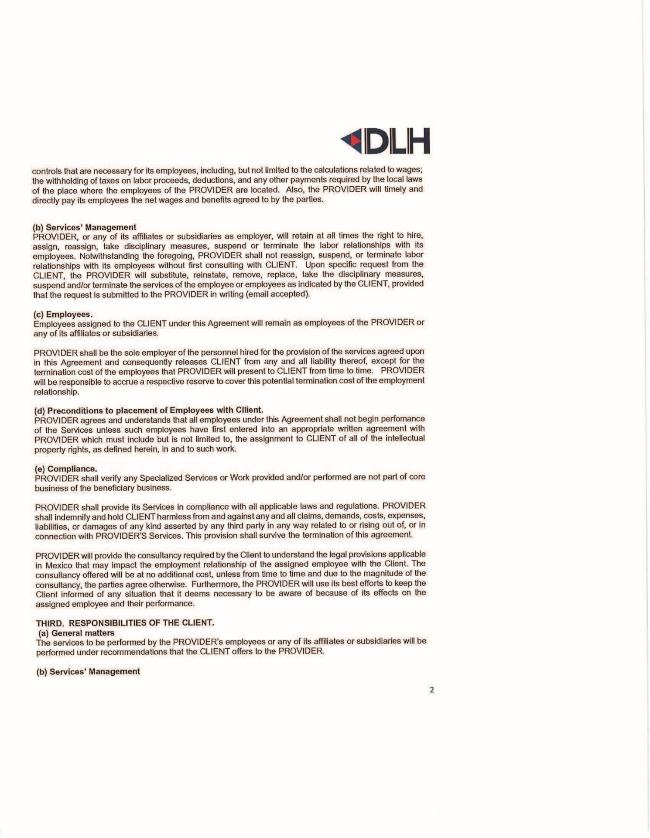 DLH
controls that are necessary for its employees, including, but not limited to the calculations related to wages;
the withholding of taxes on labor proceeds, deductions, and any other payments required by the local laws
of the place where the employees of the PROVIDER are located. Also, the PROVIDER will timely and
directly pay its employees the net wages and benefits agreed to by the parties.
(b) Services' Management
PROVIDER, or any of its affiliates or subsidiaries as employer, will retain at all times the right to hire,
assign, reassign, take disciplinary measures, suspend or terminate the labor relationships with its
employees. Notwithstanding the foregoing, PROVIDER shall not reassign, suspend, or terminate labor
relationships with its employees without first consulting with CLIENT. Upon specific request from the
CLIENT, the PROVIDER will substitute, reinstate, remove, replace, take the disciplinary measures,
suspend and/or terminate the services of the employee or employees as indicated by the CLIENT, provided
that the request is submitted to the PROVIDER in writing (email accepted).
(c) Employees.
Employees assigned to the CLIENT under this Agreement will remain as employees of the PROVIDER or
any of its affiliates or subsidiaries.
PROVIDER shall be the sole employer of the personnel hired for the provision of the services agreed upon
in this Agreement and consequently releases CLIENT from any and all liability thereof, except for the
termination cost of the employees that PROVIDER will present to CLIENT from time to time. PROVIDER
will be responsible to accrue a respective reserve to cover this potential termination cost of the employment
relationship.
(d) Preconditions to placement of Employees with Cllient.
PROVIDER agrees and understands that all employees under this Agreement shall not begin perfomance
of the Services unless such employees have first entered into an appropriate written agreement with
PROVIDER which must include but is not limited to, the assignment to CLIENT of all of the intellectual
property rights, as defined herein, in and to such work.
(e) Compliance.
PROVIDER shall verify any Specialized Services or Work provided and/or performed are not part of core
business of the beneficiary business.
PROVIDER shall provide its Services in compliance with all applicable laws and regulations. PROVIDER
shall indemnify and hold CLIENT harmless from and against any and all claims, demands, costs, expenses,
liabilities, or damages of any kind asserted by any third party in any way related to or rising out of, or in
connection with PROVIDER'S Services. This provision shall survive the termination of this agreement.
PROVIDER will provide the consultancy required by the Client to understand the legal provisions applicable
in Mexico that may impact the employment relationship of the assigned employee with the Client. The
consultancy offered will be at no additional cost, unless from time to time and due to the magnitude of the
consultancy, the parties agree otherwise. Furthermore, the PROVIDER will use its best efforts to keep the
Client informed of any situation that it deems necessary to be aware of because of its effects on the
assigned employee and their performance.
THIRD. RESPONSIBILITIES OF THE CLIENT.
(a) General matters
The services to be performed by the PROVIDER's employees or any of its affiliates or subsidiaries will be
performed under recommendations that the CLIENT offers to the PROVIDER.
(b) Services' Management
2